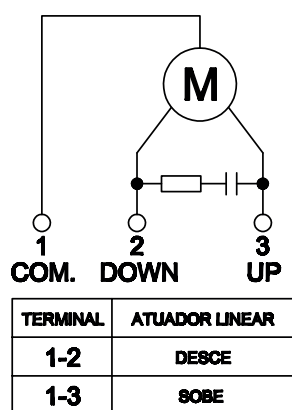 M
1 2 3
COM. DOWN UP
TERMINAL ATUADOR LINEAR
1-2 DESCE
1-3 SOBE